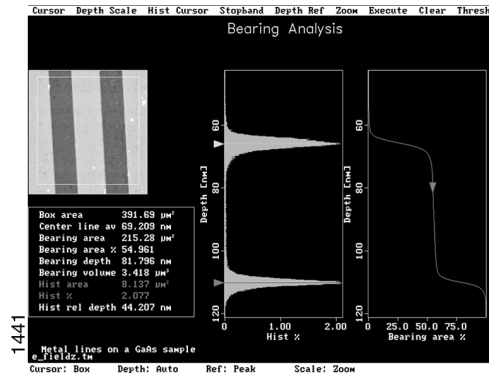 Cursor Depth Scale Hist Cursor Stopband Depth Ref Zoom Execute Clear Thresh
Bearing Analysis
Box area 391.69 µm²
Center line av 69.209 nm
Bearing area 215.28 µm²
Bearing area % 54.961
Bearing depth 81.796 nm
Bearing volume 3.418 µm³
Hist area 8.137 µm²
Hist % 2.077
Hist rel depth 44.207 nm
Depth [nm]
60
80
100
120
0 1.00 2.00
Hist %
Depth [nm]
60
80
100
120
0 25.0 50.0 75.0
Bearing area %
1441
Metal lines on a GaAs sample
e_fieldz.tm
Cursor: Box Depth: Auto Ref: Peak Scale: Zoom